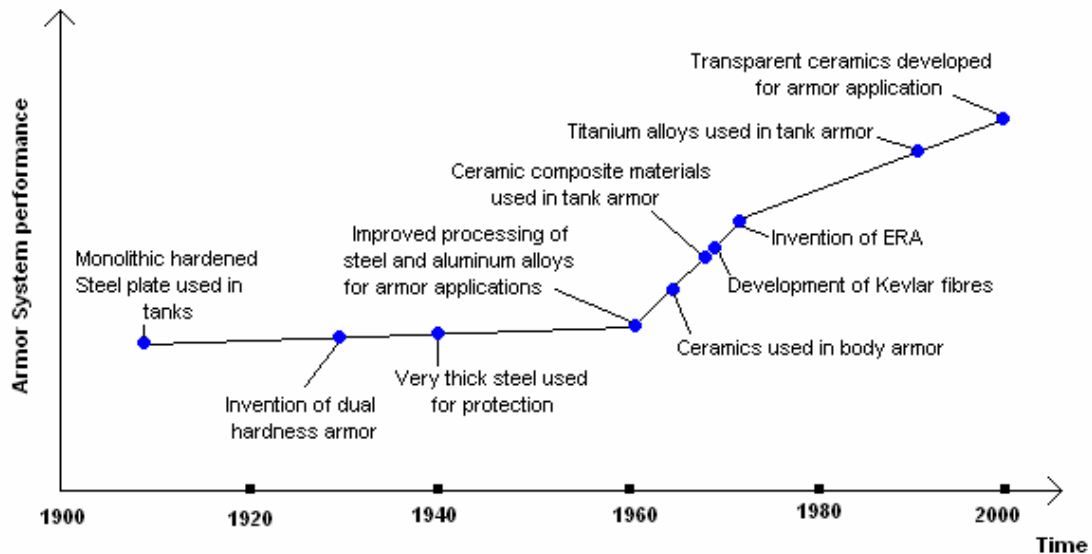 Transparent ceramics developed
for armor application
Titanium alloys used in tank armor
Ceramic composite materials
used in tank armor
Invention of ERA
Improved processing of
steel and aluminum alloys
for armor applications
Development of Kevlar fibres
Monolithic hardened
Steel plate used in
tanks
Ceramics used in body armor
Very thick steel used
for protection
Invention of dual
hardness armor
Armor System performance
1900
1920
1940
1960
1980
2000
Time